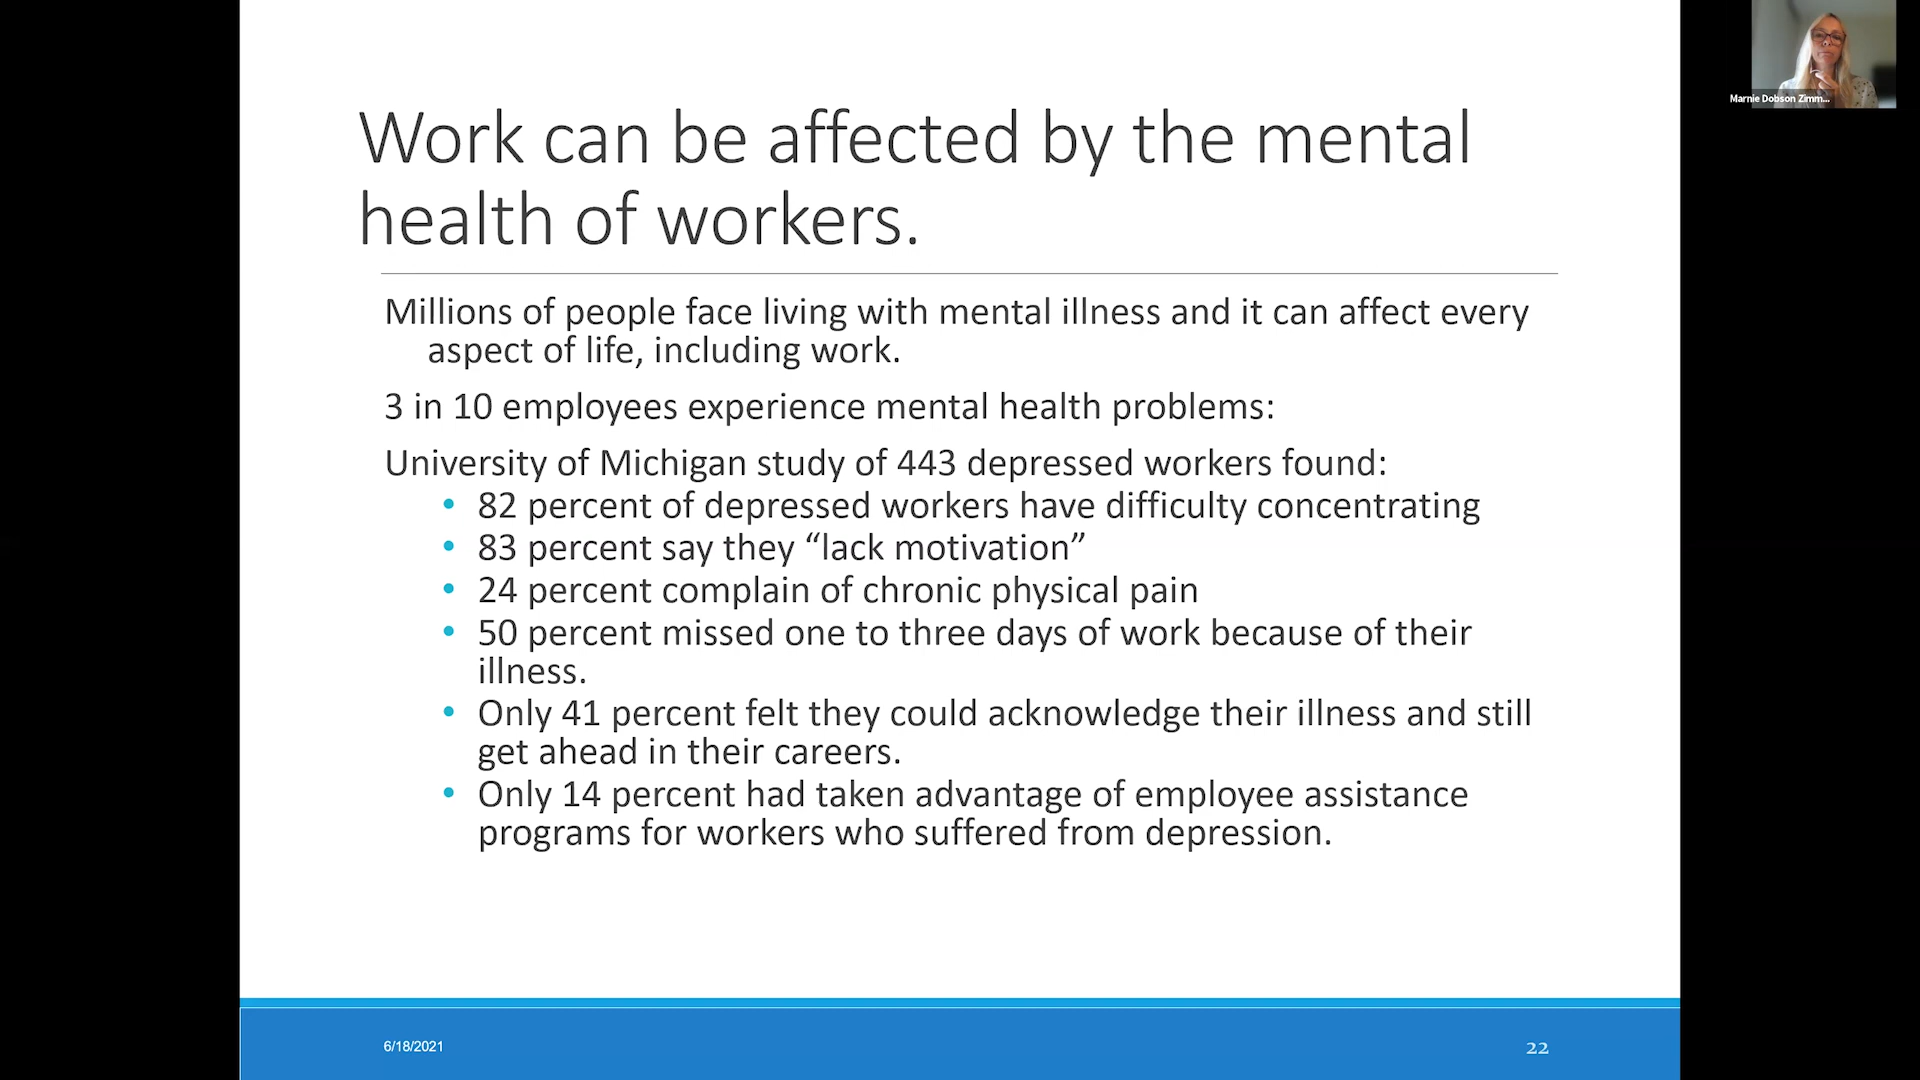 Work can be affected by the mental
health of workers.
Millions of people face living with mental illness and it can affect every
aspect of life, including work.
3 in 10 employees experience mental health problems:
University of Michigan study of 443 depressed workers found:
• 82 percent of depressed workers have difficulty concentrating
• 83 percent say they “lack motivation”
• 24 percent complain of chronic physical pain
• 50 percent missed one to three days of work because of their
illness.
• Only 41 percent felt they could acknowledge their illness and still
get ahead in their careers.
• Only 14 percent had taken advantage of employee assistance
programs for workers who suffered from depression.
6/18/2021
22
Marnie Dobson Zimm...